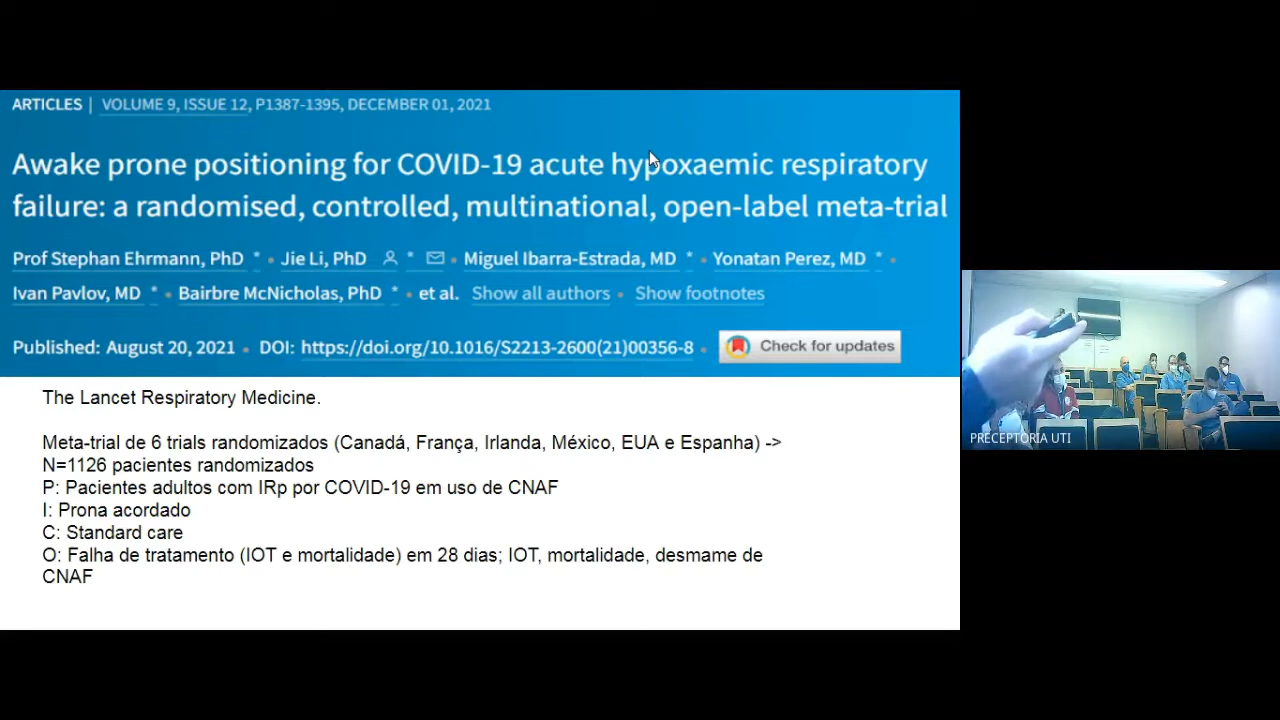 ARTICLES | VOLUME 9, ISSUE 12, P1387-1395, DECEMBER 01, 2021
Awake prone positioning for COVID-19 acute hypoxaemic respiratory
failure: a randomised, controlled, multinational, open-label meta-trial
Prof Stephan Ehrmann, PhD * • Jie Li, PhD * • Miguel Ibarra-Estrada, MD * • Yonatan Perez, MD * •
Ivan Pavlov, MD * • Bairbre McNicholas, PhD * • et al. Show all authors • Show footnotes
Published: August 20, 2021 • DOI: https://doi.org/10.1016/S2213-2600(21)00356-8 • Check for updates
The Lancet Respiratory Medicine.
Meta-trial de 6 trials randomizados (Canadá, França, Irlanda, México, EUA e Espanha) ->
N=1126 pacientes randomizados
P: Pacientes adultos com IRp por COVID-19 em uso de CNAF
I: Prona acordado
C: Standard care
O: Falha de tratamento (IOT e mortalidade) em 28 dias; IOT, mortalidade, desmame de
CNAF
PRECEPTORIA UTI